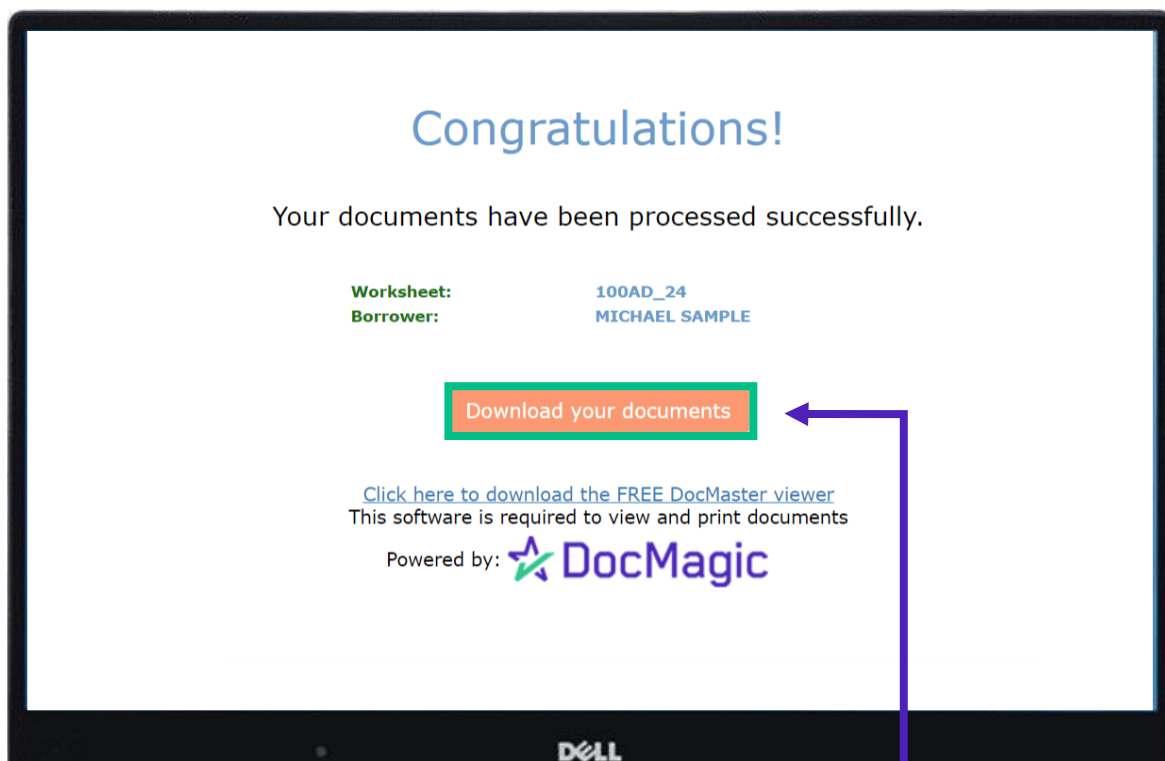 Congratulations!
Your documents have been processed successfully.
Worksheet: 100AD_24
Borrower: MICHAEL SAMPLE
Download your documents
Click here to download the FREE DocMaster viewer
This software is required to view and print documents
Powered by: DocMagic
DELL